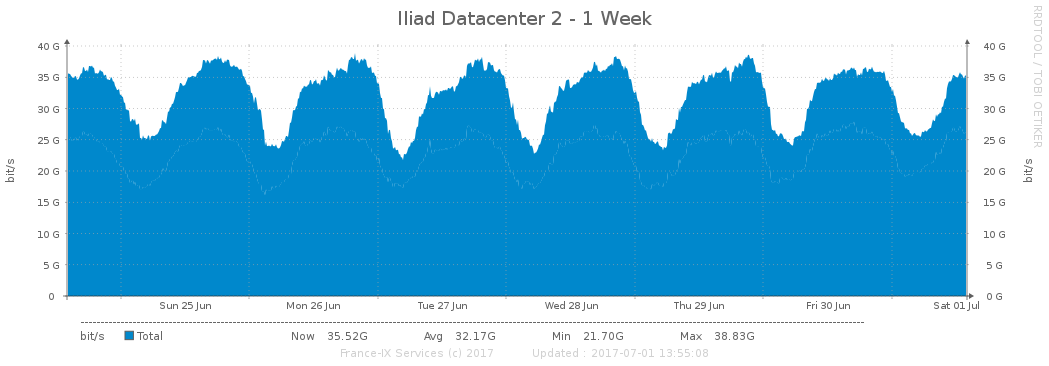 Iliad Datacenter 2 - 1 Week
RRDTOOL / TOBI OETIKER
40 G 40 G
35 G 35 G
30 G 30 G
25 G 25 G
20 G 20 G
15 G 15 G
10 G 10 G
5 G 5 G
0 0 G
bit/s bit/s
Sun 25 Jun Mon 26 Jun Tue 27 Jun Wed 28 Jun Thu 29 Jun Fri 30 Jun Sat 01 Jul
bit/s Total Now 35.52G Avg 32.17G Min 21.70G Max 38.83G
France-IX Services (c) 2017 Updated : 2017-07-01 13:55:08